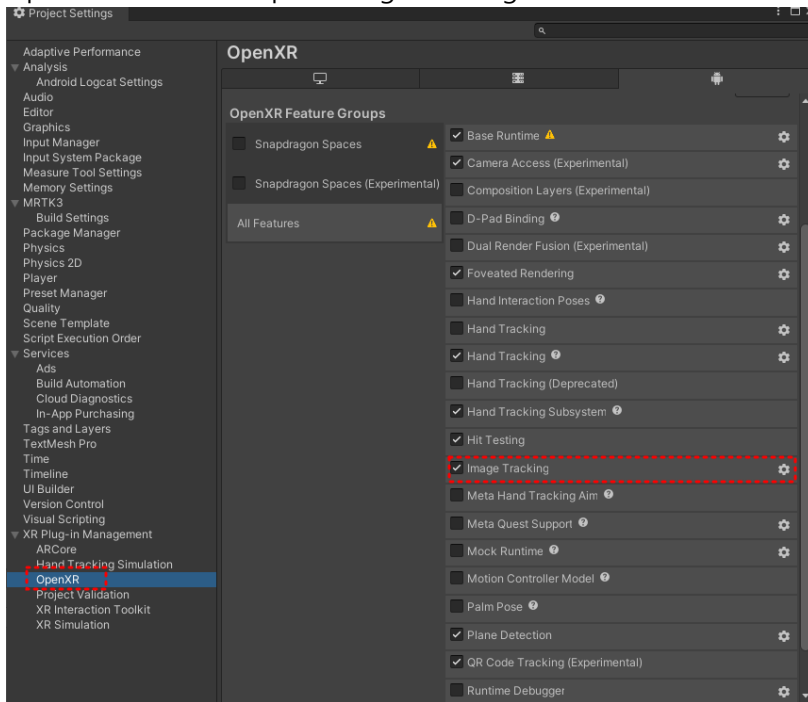 Project Settings
OpenXR
Adaptive Performance
Analysis
Android Logcat Settings
Audio
Editor
Graphics
Input Manager
Input System Package
Measure Tool Settings
Memory Settings
MRTK3
Build Settings
Package Manager
Physics
Physics 2D
Player
Preset Manager
Quality
Scene Template
Script Execution Order
Services
Ads
Build Automation
Cloud Diagnostics
In-App Purchasing
Tags and Layers
TextMesh Pro
Time
Timeline
UI Builder
Version Control
Visual Scripting
XR Plug-in Management
ARCore
Hand Tracking Simulation
OpenXR
Project Validation
XR Interaction Toolkit
XR Simulation
OpenXR Feature Groups
Snapdragon Spaces
Snapdragon Spaces (Experimental)
All Features
Base Runtime
Camera Access (Experimental)
Composition Layers (Experimental)
D-Pad Binding
Dual Render Fusion (Experimental)
Foveated Rendering
Hand Interaction Poses
Hand Tracking
Hand Tracking
Hand Tracking (Deprecated)
Hand Tracking Subsystem
Hit Testing
Image Tracking
Meta Hand Tracking Aim
Meta Quest Support
Mock Runtime
Motion Controller Model
Palm Pose
Plane Detection
QR Code Tracking (Experimental)
Runtime Debugger